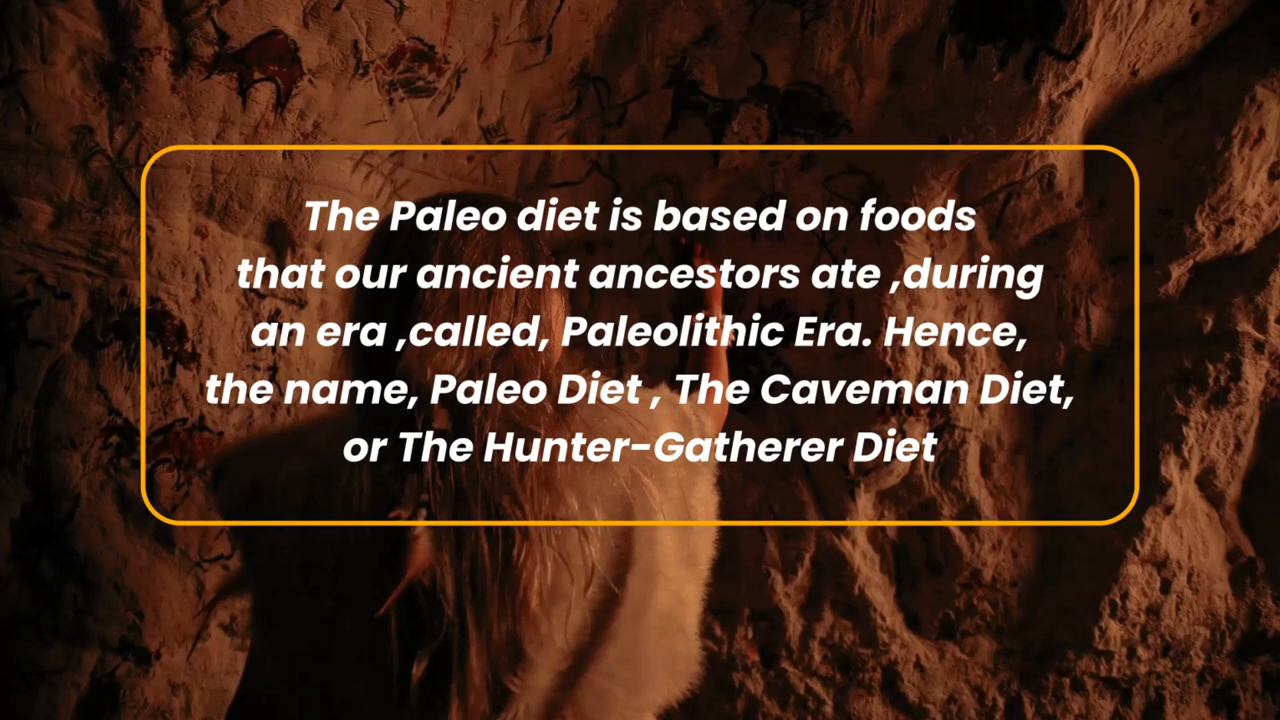 The Paleo diet is based on foods
that our ancient ancestors ate ,during
an era ,called, Paleolithic Era. Hence,
the name, Paleo Diet , The Caveman Diet,
or The Hunter-Gatherer Diet